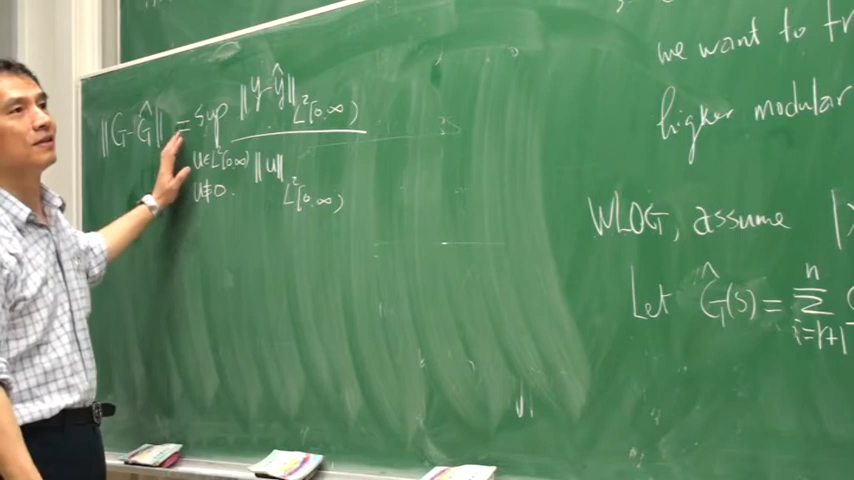 ‖G-Ĝ‖ = sup ‖y-ŷ‖L²[0,∞)
u∈L²[0,∞) ‖u‖L²[0,∞)
u≢0.
we want to
higher modular
WLOG, assume
Let Ĝ(s) = n∑i=r+1